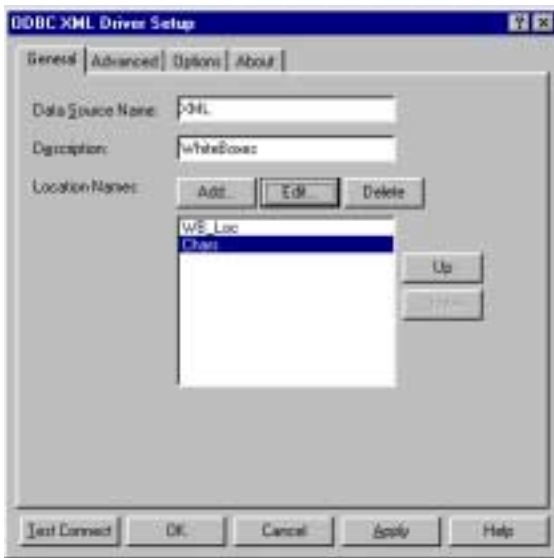 ODBC XML Driver Setup
General Advanced Options About
Data Source Name: XML
Description: WhiteBoxes
Location Names: Add... Edit... Delete
WB_Loc
Chars
Up
Test Connect OK Cancel Apply Help